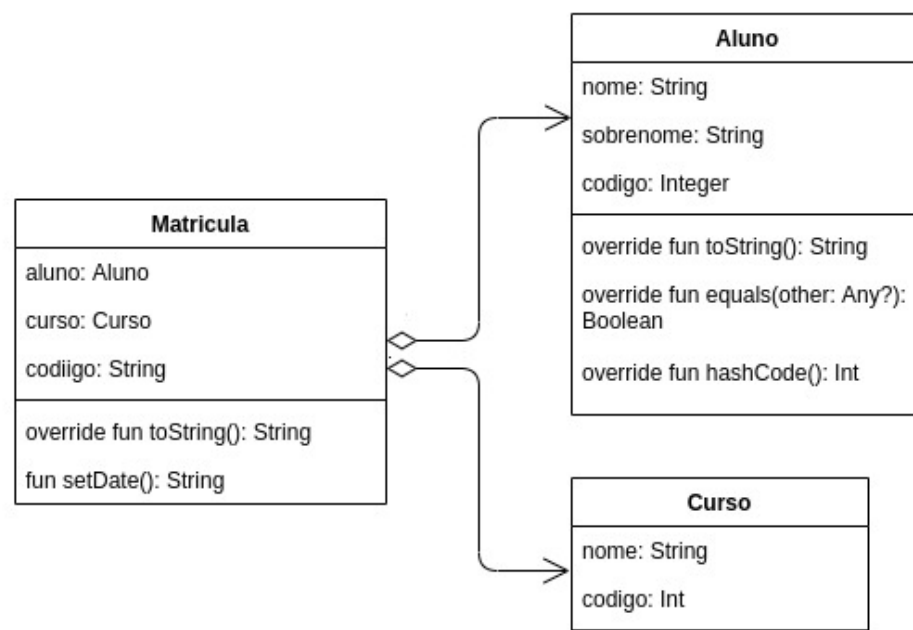 Aluno
nome: String
sobrenome: String
codigo: Integer
override fun toString(): String
override fun equals(other: Any?):
Boolean
override fun hashCode(): Int
Matricula
aluno: Aluno
curso: Curso
codiigo: String
override fun toString(): String
fun setDate(): String
Curso
nome: String
codigo: Int